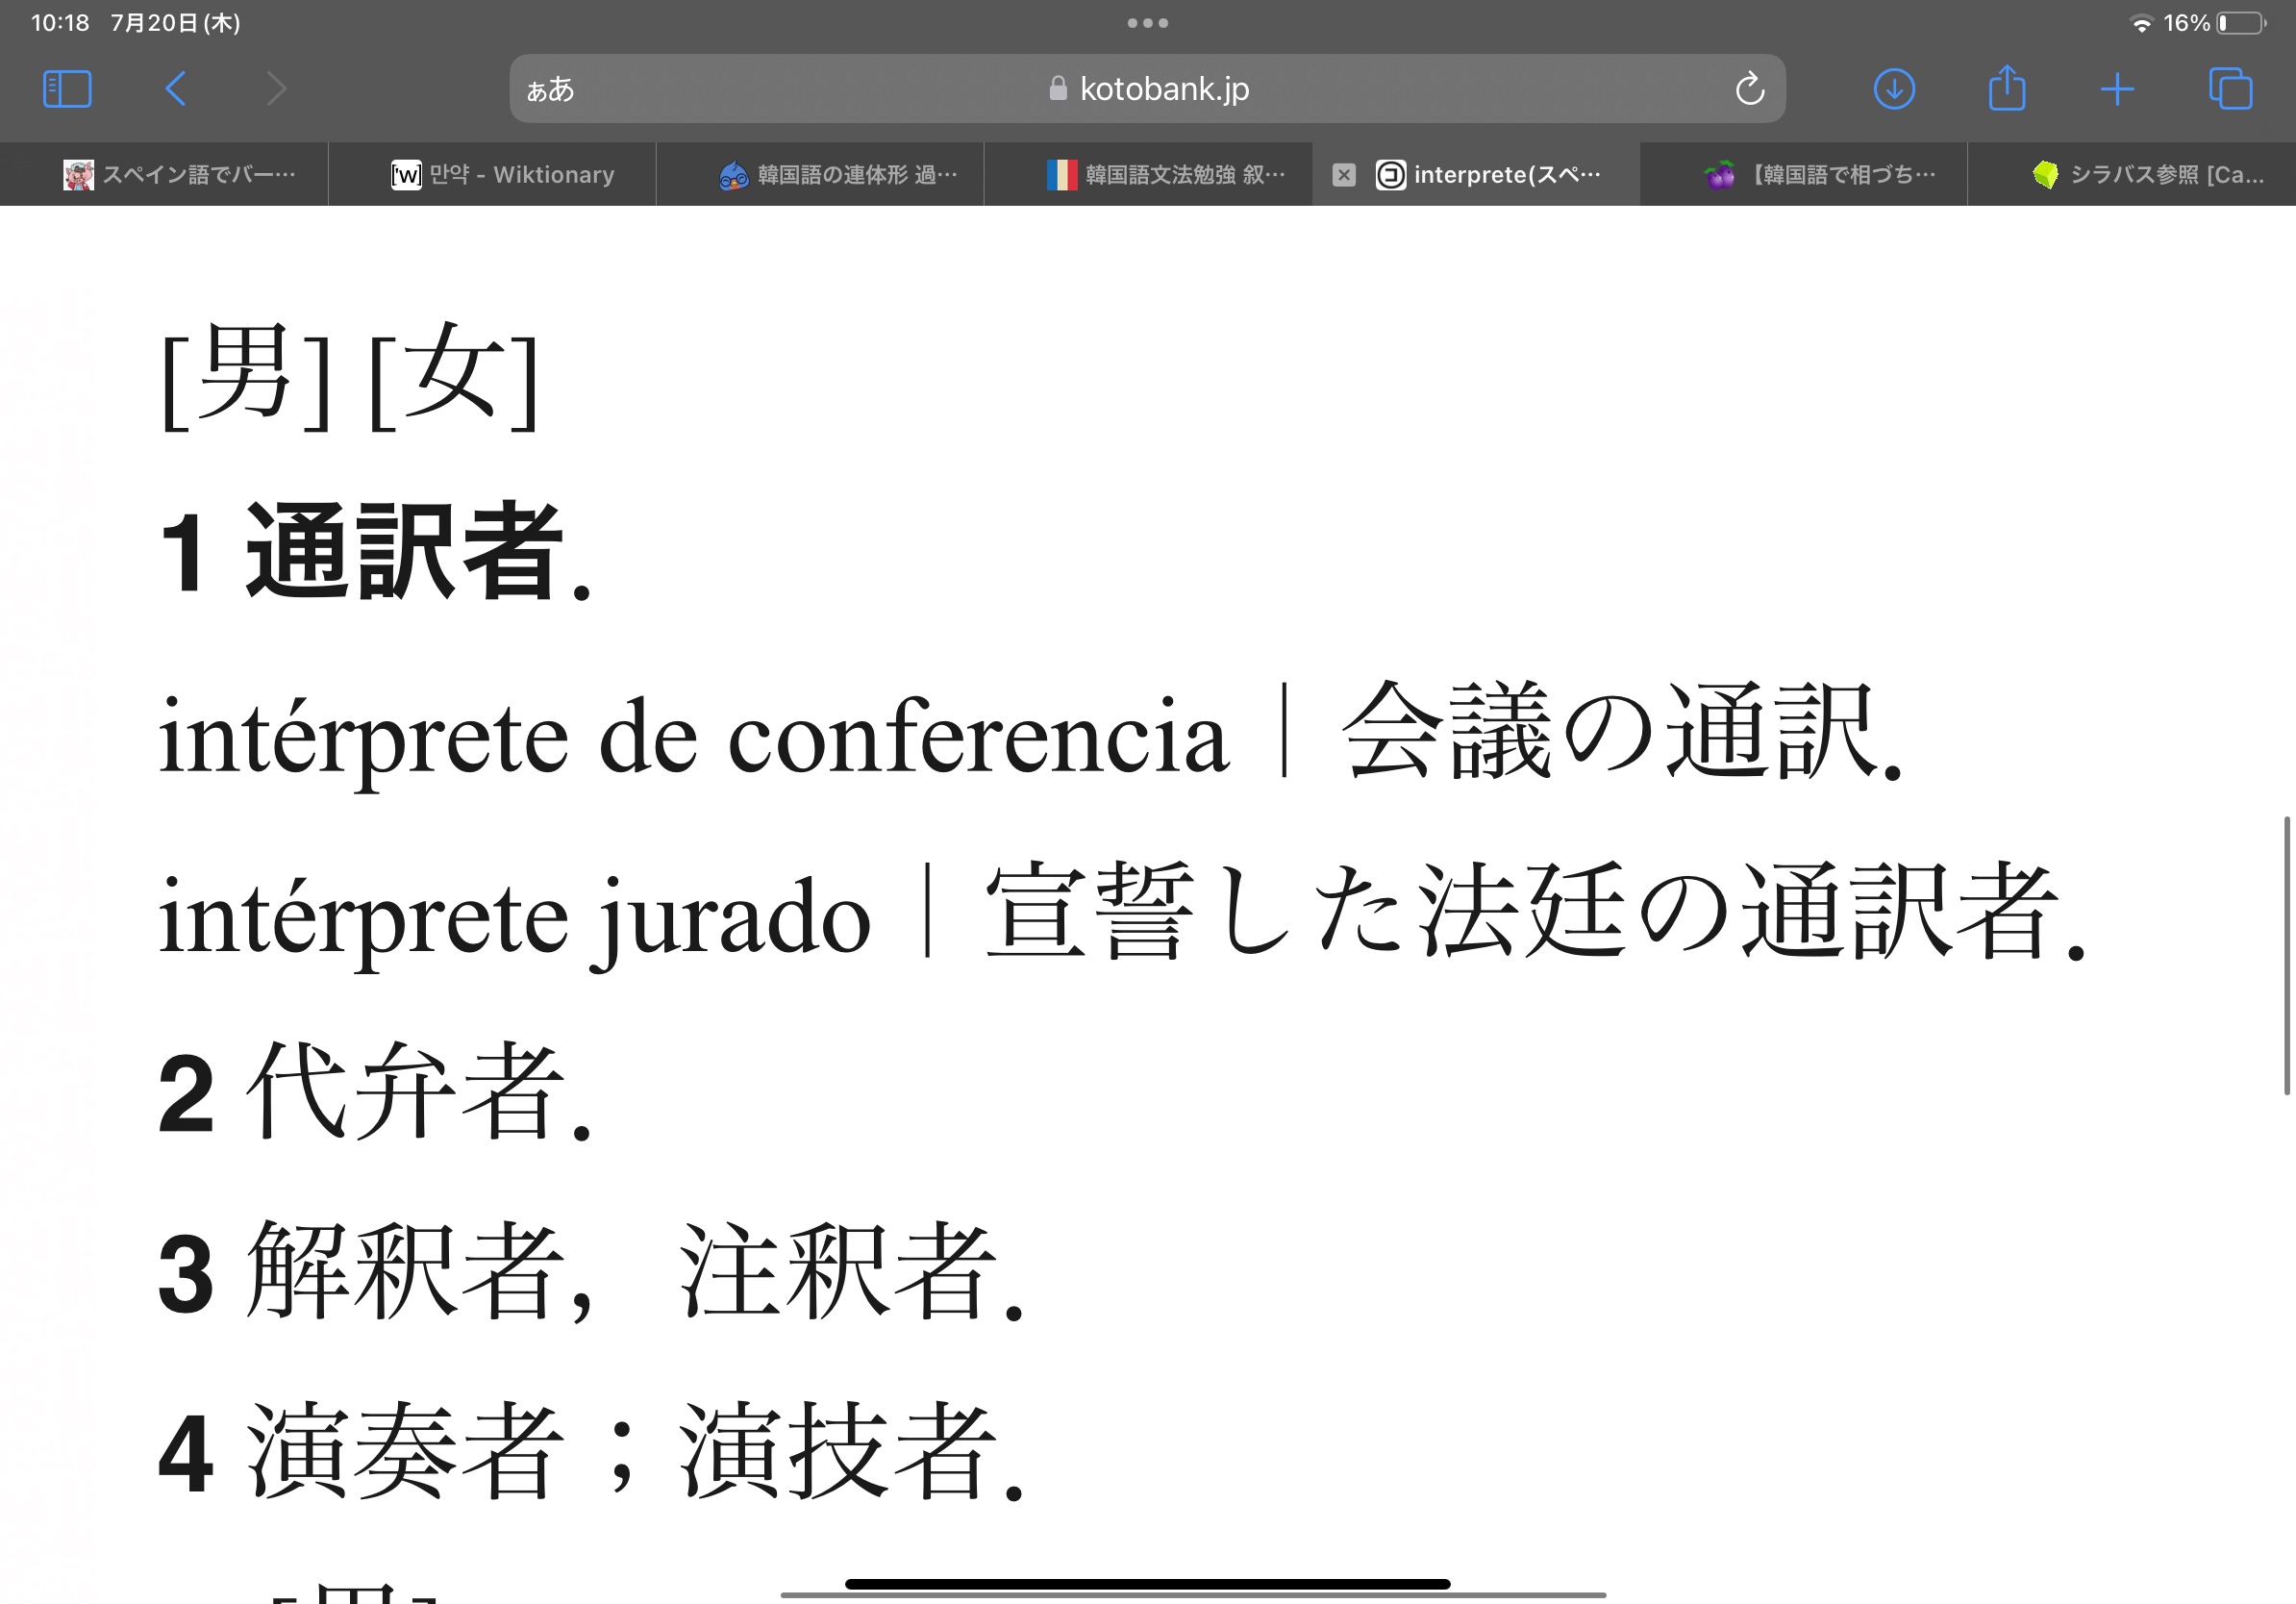 10:18 7月20日(木) 16%
ぁあ kotobank.jp
スペイン語でバー… 만약 - Wiktionary 韓国語の連体形 過… 韓国語文法勉強 叙… interprete(スペ… 【韓国語で相づち… シラバス参照 [Ca...
[男] [女]
1 通訳者.
intérprete de conferencia｜会議の通訳.
intérprete jurado｜宣誓した法廷の通訳者.
2 代弁者.
3 解釈者, 注釈者.
4 演奏者；演技者.